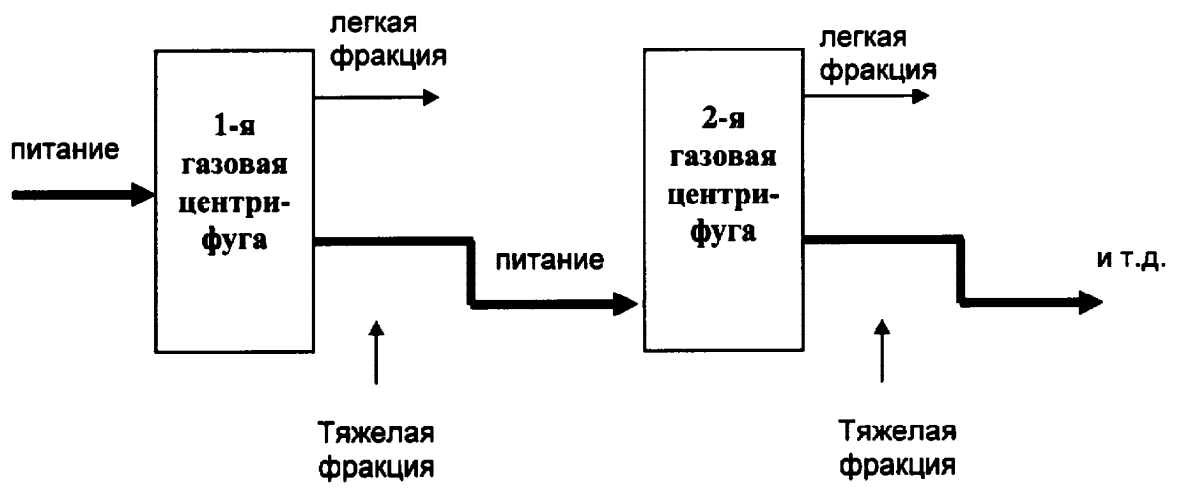 легкая
фракция
1-я
газовая
центри-
фуга
питание
питание
Тяжелая
фракция
легкая
фракция
2-я
газовая
центри-
фуга
и т.д.
Тяжелая
фракция